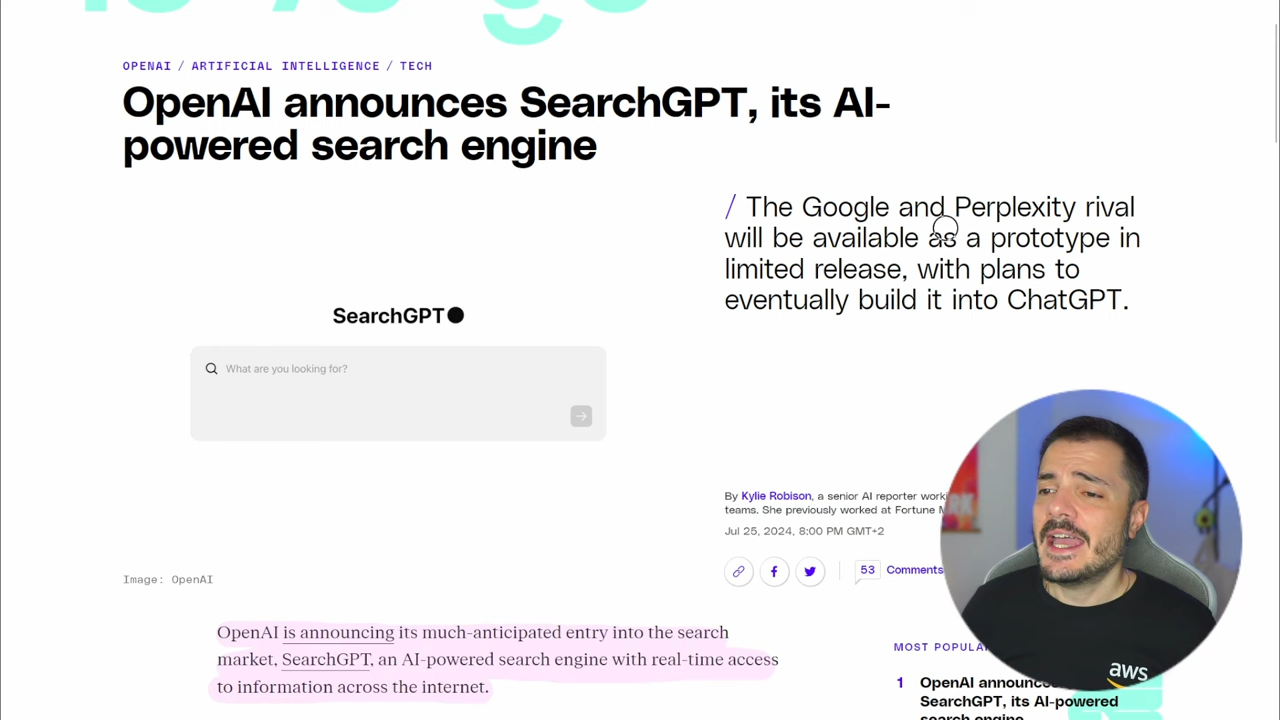 OPENAI / ARTIFICIAL INTELLIGENCE / TECH
OpenAI announces SearchGPT, its AI-
powered search engine
/ The Google and Perplexity rival
will be available as a prototype in
limited release, with plans to
eventually build it into ChatGPT.
SearchGPT
What are you looking for?
By Kylie Robison, a senior AI reporter
teams. She previously worked at Fortune
Jul 25, 2024, 8:00 PM GMT+2
53 Comments
Image: OpenAI
OpenAI is announcing its much-anticipated entry into the search
market, SearchGPT, an AI-powered search engine with real-time access
to information across the internet.
MOST
1 OpenAI
SearchGPT, its AI-powered
search engine
aws